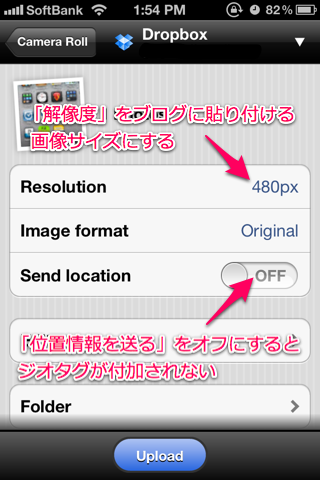 SoftBank 1:54 PM 82%
Camera Roll Dropbox
「解像度」をブログに貼り付ける
画像サイズにする
Resolution 480px
Image format Original
Send location OFF
「位置情報を送る」をオフにすると
ジオタグが付加されない
Folder
Upload